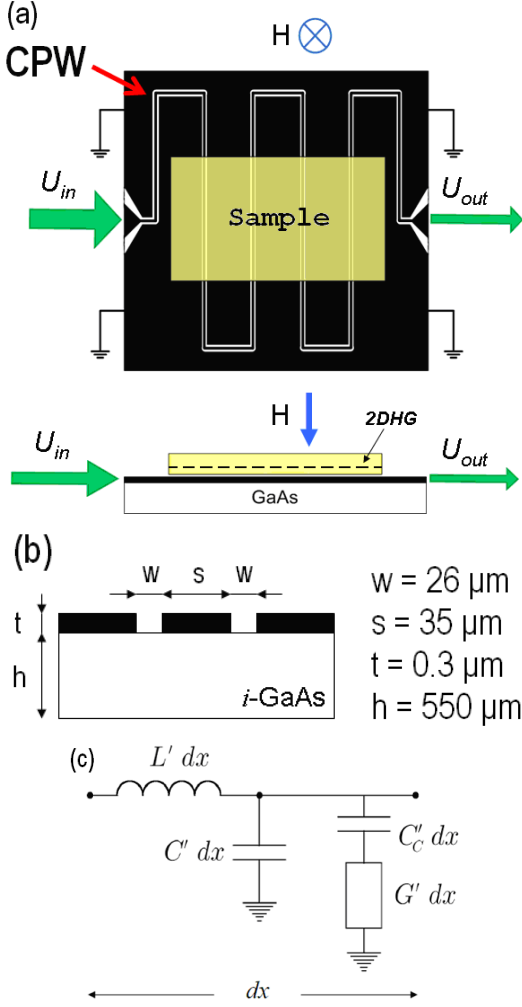 (a)
H
CPW
U_in
U_out
Sample
H
2DHG
U_in
U_out
GaAs
(b)
w s w
t
h
i-GaAs
w = 26 µm
s = 35 µm
t = 0.3 µm
h = 550 µm
(c)
L′ dx
C′ dx
C′_C dx
G′ dx
dx